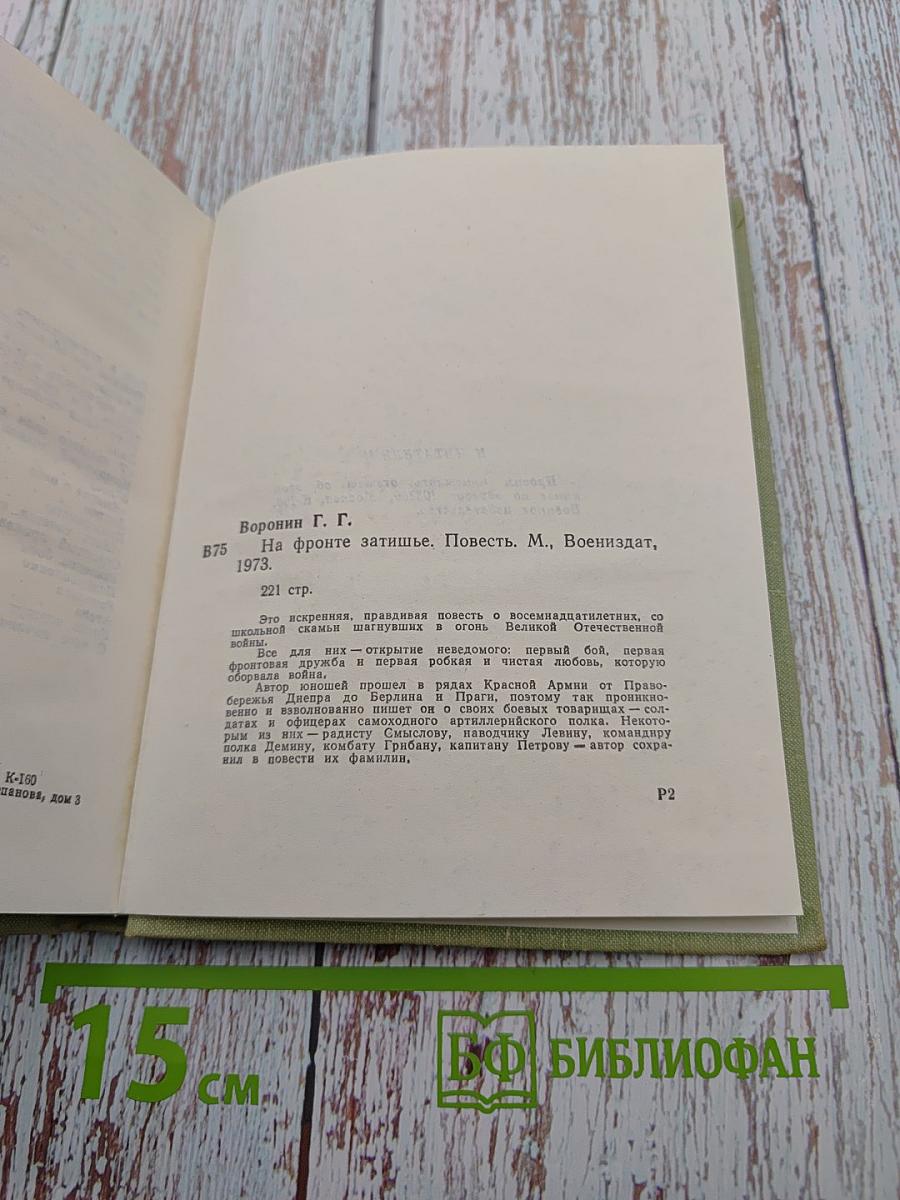 К-160
панова, дом 3
Воронин Г. Г.
В75 На фронте затишье. Повесть. М., Воениздат,
1973.
221 стр.
Это искренняя, правдивая повесть о восемнадцатилетних, со
школьной скамьи шагнувших в огонь Великой Отечественной
войны.
Все для них — открытие неведомого: первый бой, первая
фронтовая дружба и первая робкая и чистая любовь, которую
оборвала война.
Автор юношей прошел в рядах Красной Армии от Право-
бережья Днепра до Берлина и Праги, поэтому так проникно-
венно и взволнованно пишет он о своих боевых товарищах — сол-
датах и офицерах самоходного артиллерийского полка. Некото-
рым из них — радисту Смыслову, наводчику Левину, командиру
полка Демину, комбату Грибану, капитану Петрову — автор сохра-
нил в повести их фамилии.
Р2
15 см
БФ БИБЛИОФАН